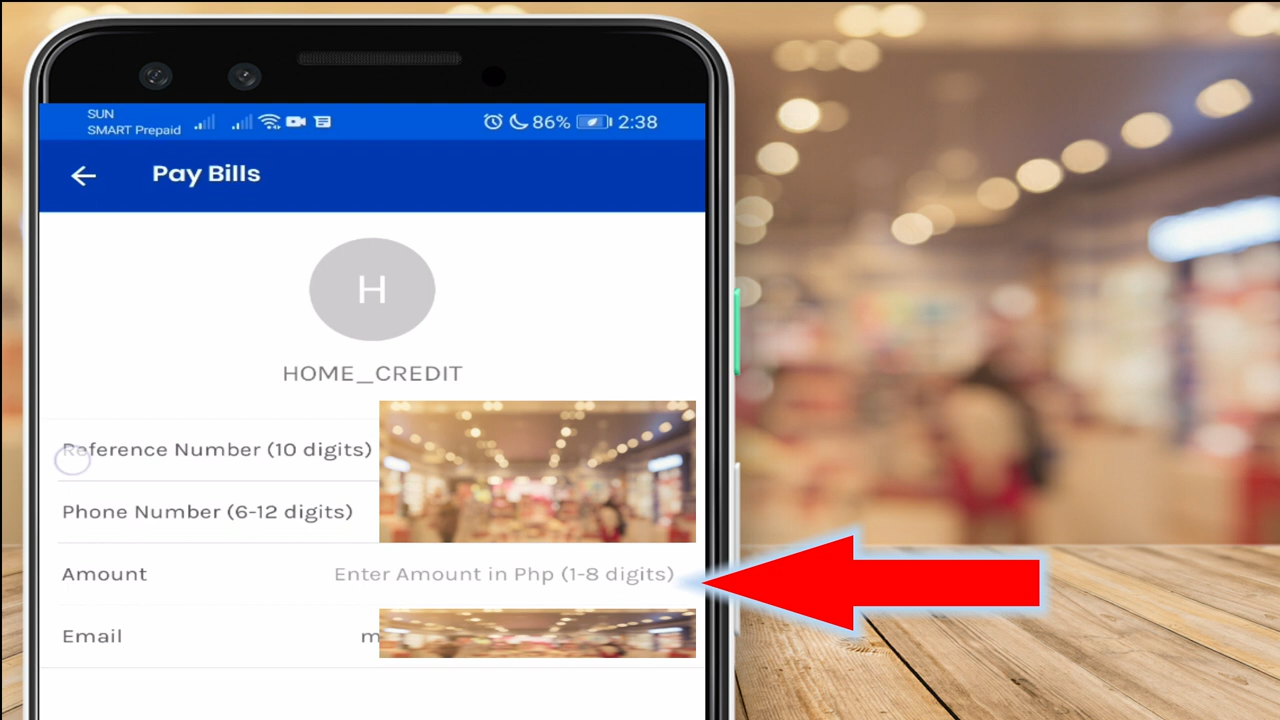 SUN
SMART Prepaid
86% 2:38
Pay Bills
H
HOME_CREDIT
Reference Number (10 digits)
Phone Number (6-12 digits)
Amount Enter Amount in Php (1-8 digits)
Email m